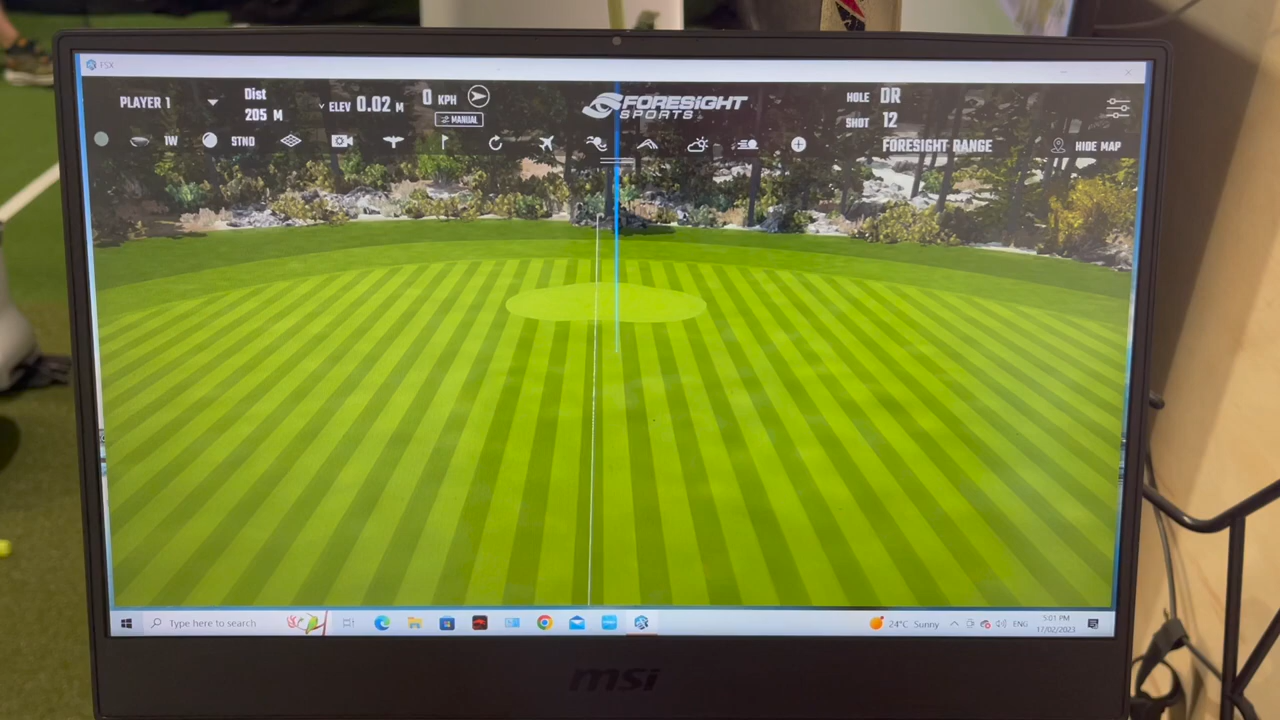 FSX
PLAYER 1
Dist
205 M
ELEV 0.02 M
0 KPH
MANUAL
FORESIGHT
SPORTS
HOLE DR
SHOT 12
1W
STND
FORESIGHT RANGE
HIDE MAP
Type here to search
24°C Sunny
ENG
5:01 PM
17/02/2023
msi